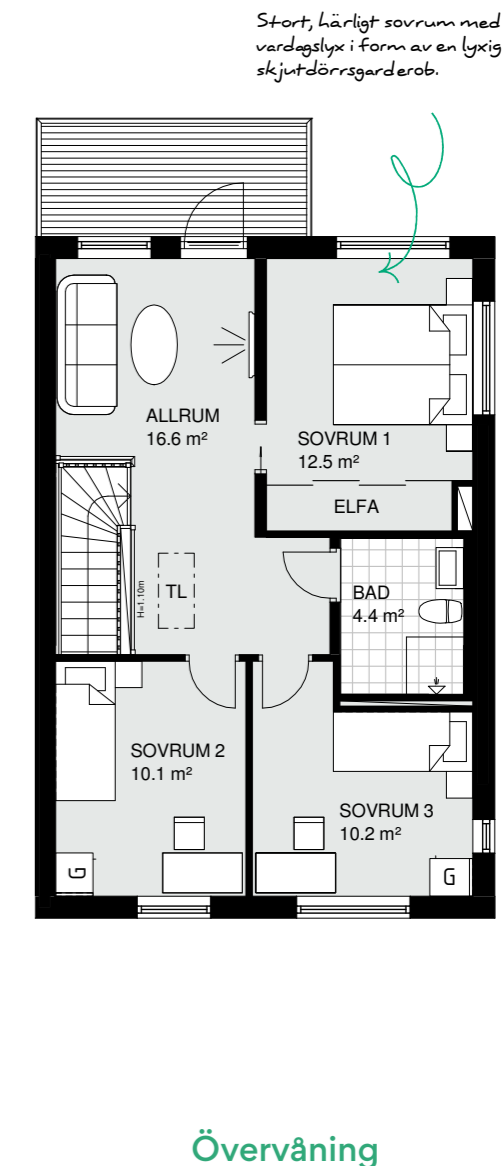 Stort, härligt sovrum med
vardagslyx i form av en lyxig
skjutdörrsgarderob.
ALLRUM
16.6 m²
SOVRUM 1
12.5 m²
ELFA
H=1.10m
TL
BAD
4.4 m²
SOVRUM 2
10.1 m²
SOVRUM 3
10.2 m²
G
G
Övervåning